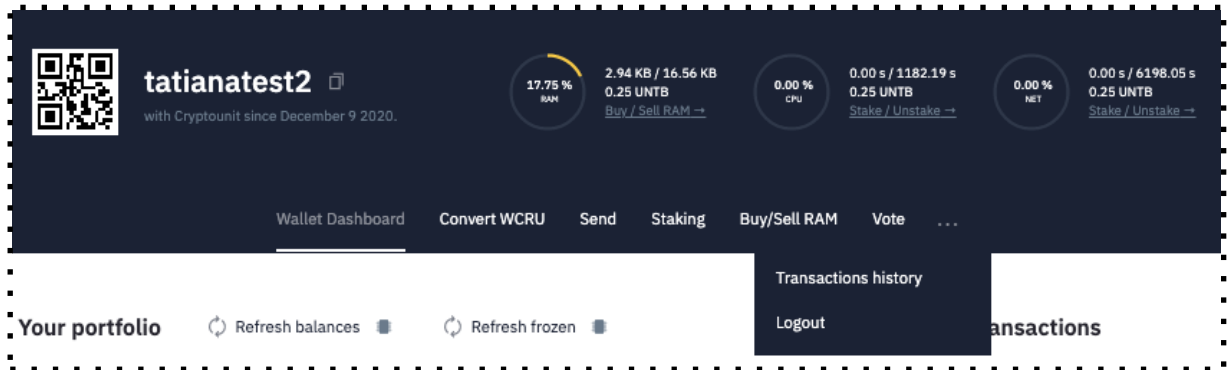 tatianatest2
with Cryptounit since December 9 2020.
17.75 %
RAM
2.94 KB / 16.56 KB
0.25 UNTB
Buy / Sell RAM →
0.00 %
CPU
0.00 s / 1182.19 s
0.25 UNTB
Stake / Unstake →
0.00 %
NET
0.00 s / 6198.05 s
0.25 UNTB
Stake / Unstake →
Wallet Dashboard Convert WCRU Send Staking Buy/Sell RAM Vote ...
Transactions history
Logout
Your portfolio Refresh balances Refresh frozen ansactions